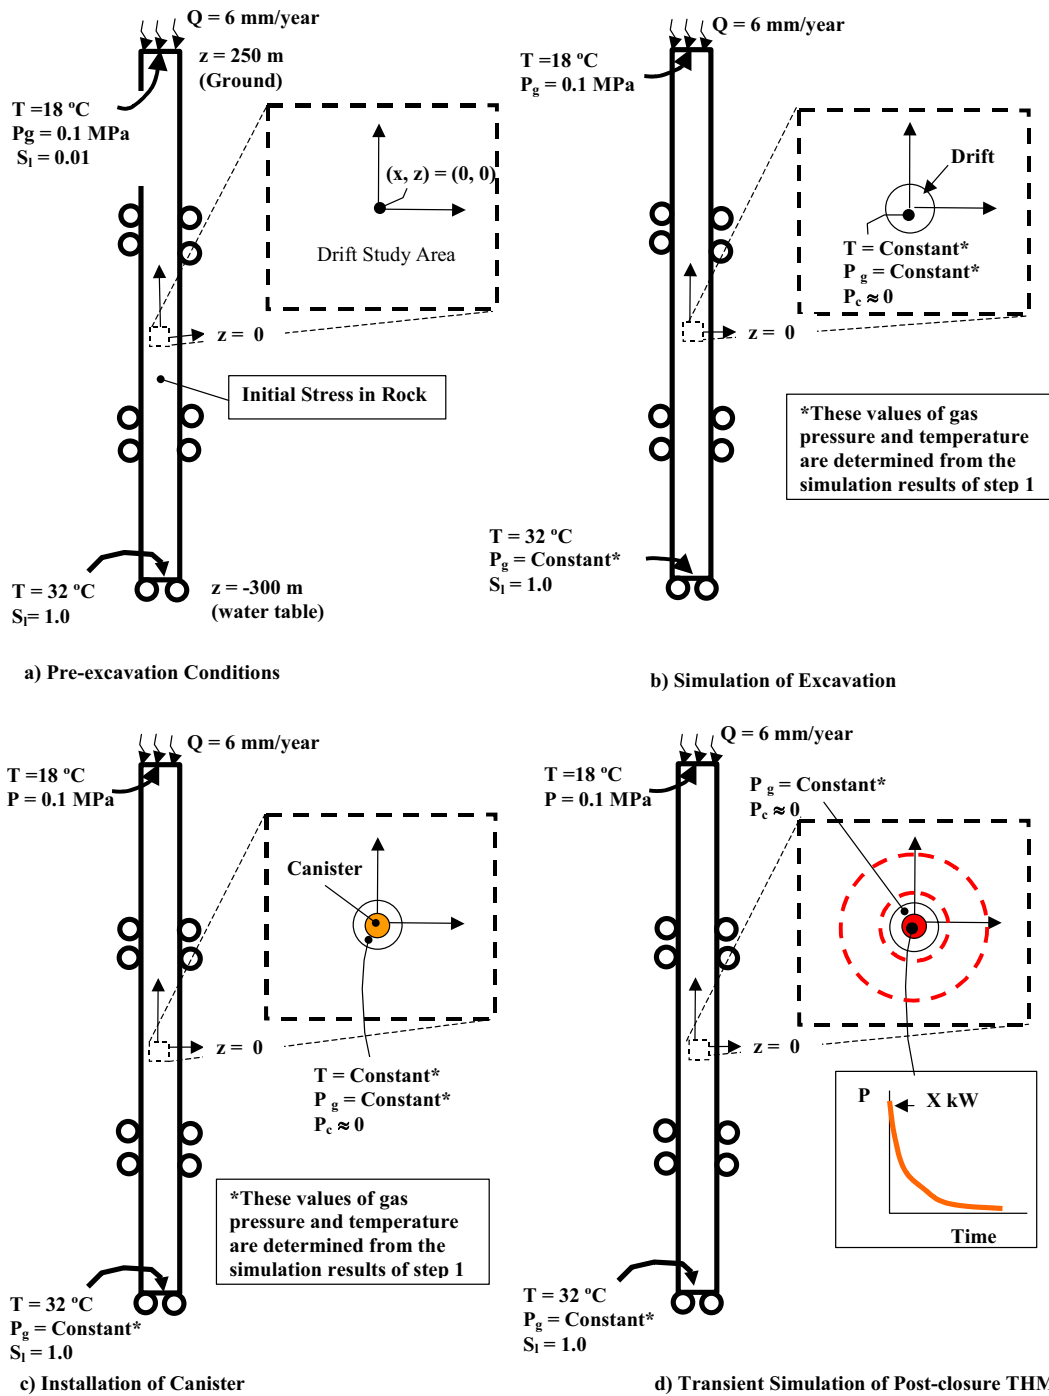 Q = 6 mm/year
z = 250 m
(Ground)
T =18 ºC
Pg = 0.1 MPa
Sl = 0.01
(x, z) = (0, 0)
Drift Study Area
z = 0
Initial Stress in Rock
T = 32 ºC
Sl= 1.0
z = -300 m
(water table)
a) Pre-excavation Conditions
Q = 6 mm/year
T =18 ºC
Pg = 0.1 MPa
Drift
T = Constant*
P g = Constant*
Pc ≈ 0
z = 0
*These values of gas
pressure and temperature
are determined from the
simulation results of step 1
T = 32 ºC
Pg = Constant*
Sl = 1.0
b) Simulation of Excavation
Q = 6 mm/year
T =18 ºC
P = 0.1 MPa
Canister
z = 0
T = Constant*
P g = Constant*
Pc ≈ 0
*These values of gas
pressure and temperature
are determined from the
simulation results of step 1
T = 32 ºC
Pg = Constant*
Sl = 1.0
c) Installation of Canister
Q = 6 mm/year
T =18 ºC
P = 0.1 MPa
P g = Constant*
Pc ≈ 0
z = 0
P
X kW
Time
T = 32 ºC
Pg = Constant*
Sl = 1.0
d) Transient Simulation of Post-closure THM